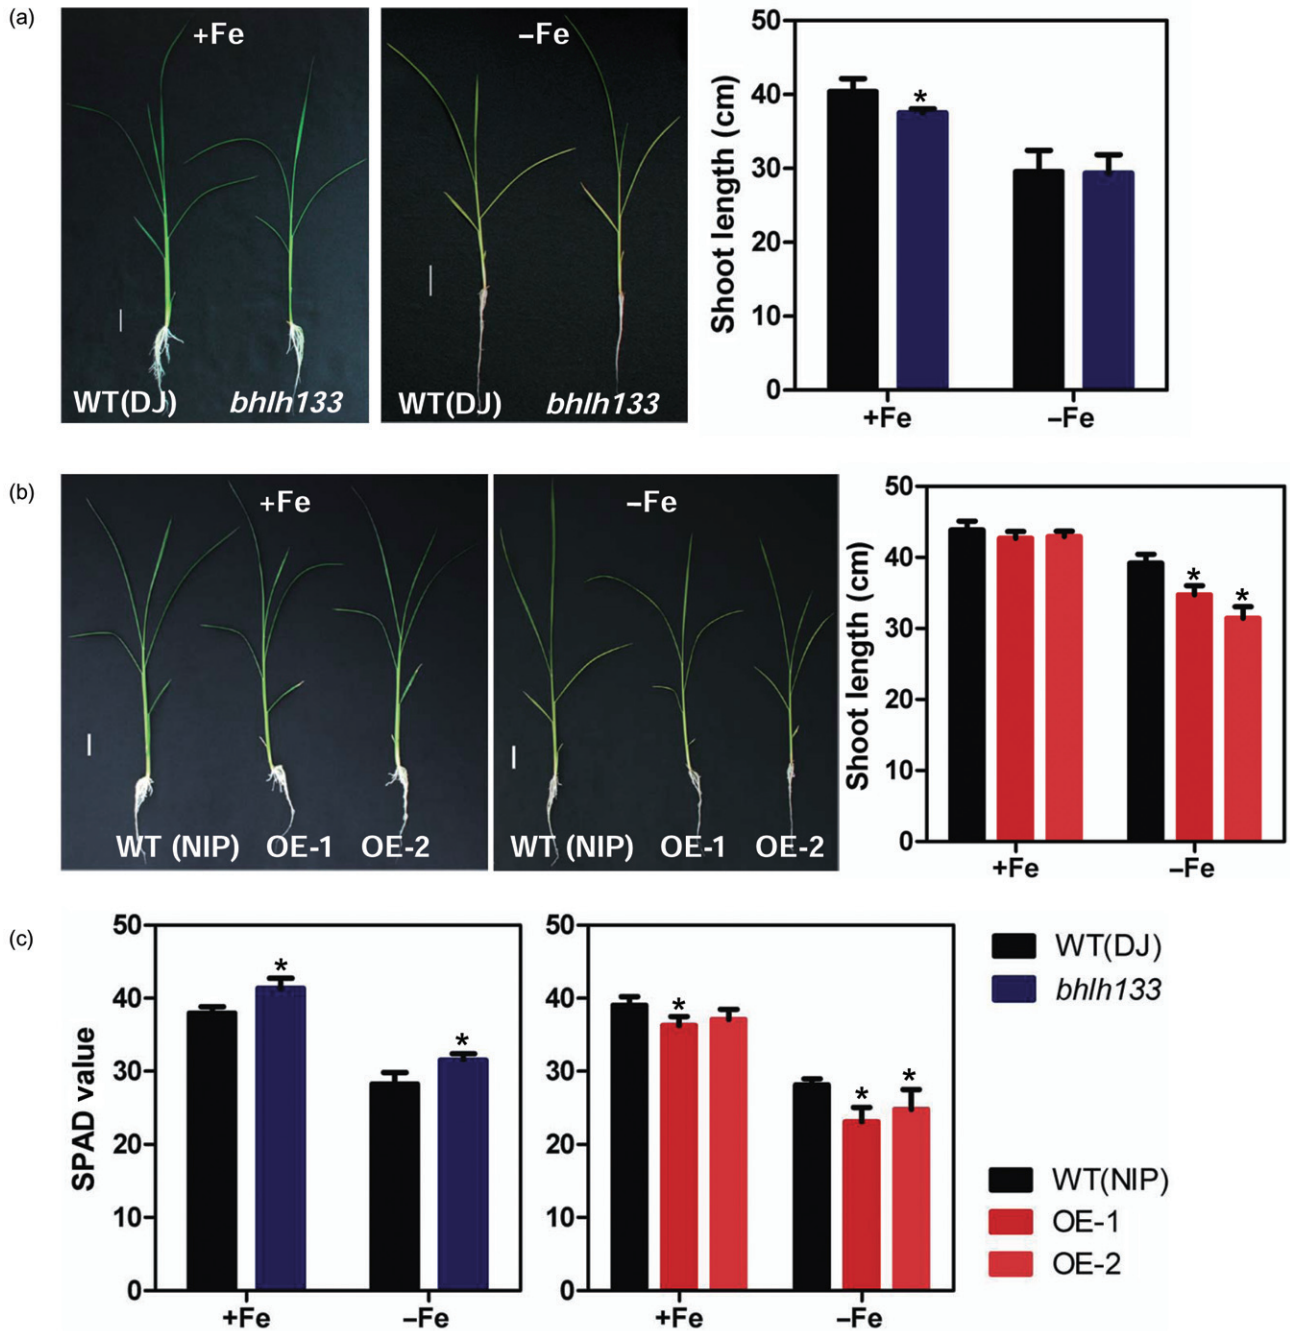 (a)
+Fe
WT(DJ) bhlh133
–Fe
WT(DJ) bhlh133
Shoot length (cm)
50
40
30
20
10
0
*
+Fe –Fe
(b)
+Fe
WT (NIP) OE-1 OE-2
–Fe
WT (NIP) OE-1 OE-2
Shoot length (cm)
50
40
30
20
10
0
* *
+Fe –Fe
(c)
SPAD value
50
40
30
20
10
0
* *
+Fe –Fe
50
40
30
20
10
0
* * *
+Fe –Fe
WT(DJ)
bhlh133
WT(NIP)
OE-1
OE-2